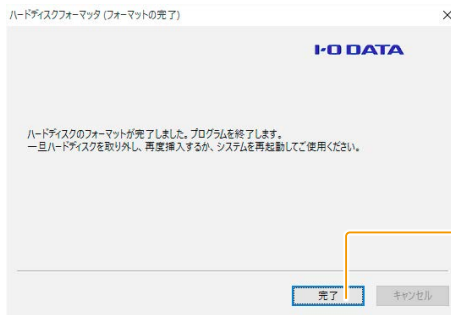 ハードディスクフォーマッタ (フォーマットの完了)
I-O DATA
ハードディスクのフォーマットが完了しました。プログラムを終了します。
一旦ハードディスクを取り外し、再度挿入するか、システムを再起動してご使用ください。
完了
キャンセル